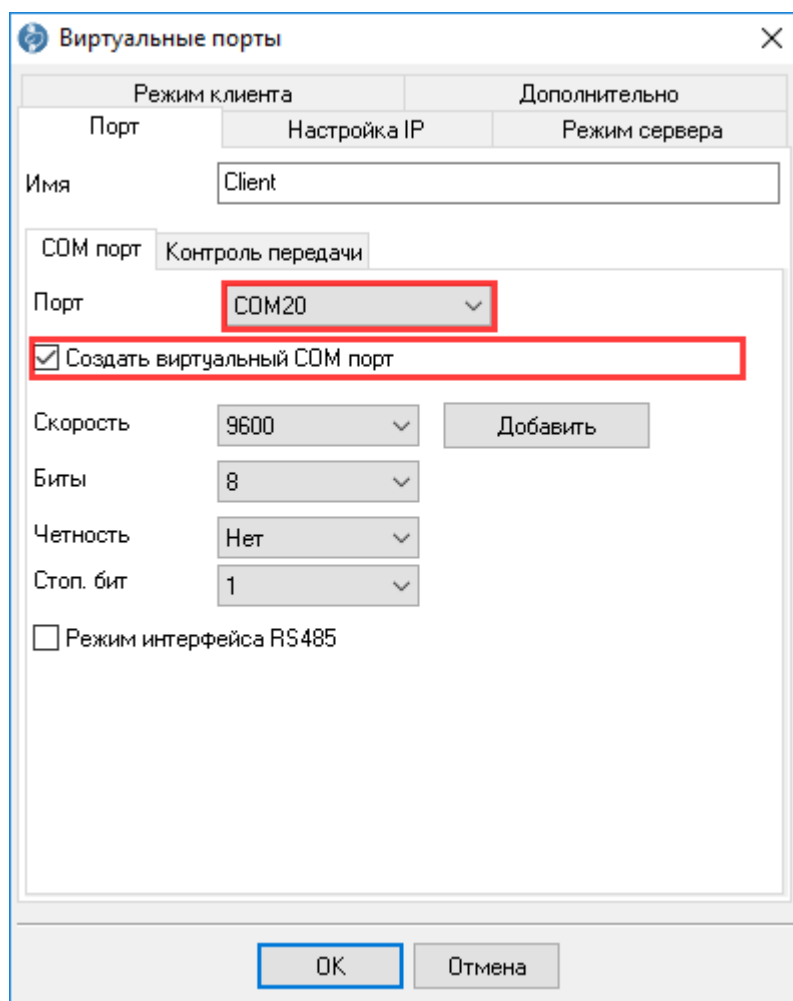 Виртуальные порты
Режим клиента Дополнительно
Порт Настройка IP Режим сервера
Имя Client
COM порт Контроль передачи
Порт COM20
Создать виртуальный COM порт
Скорость 9600 Добавить
Биты 8
Четность Нет
Стоп. бит 1
Режим интерфейса RS485
OK Отмена